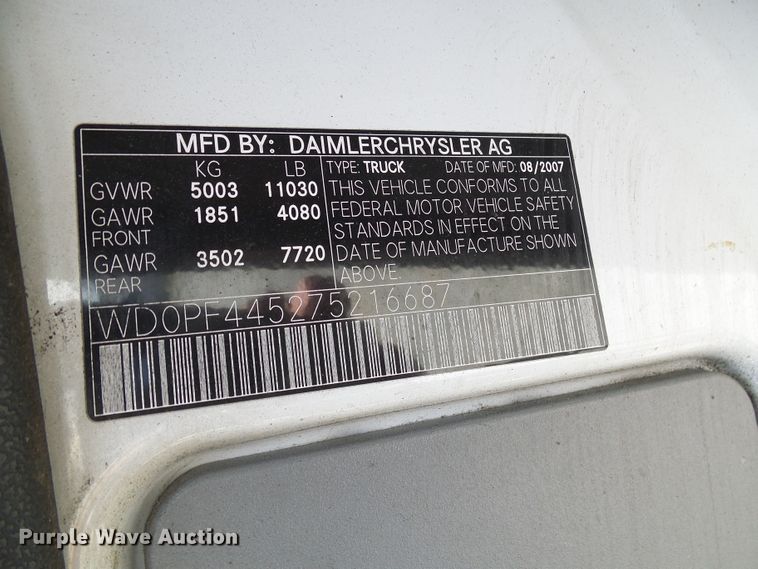 MFD BY: DAIMLERCHRYSLER AG
KG LB
GVWR 5003 11030
GAWR 1851 4080
FRONT
GAWR 3502 7720
REAR
TYPE: TRUCK DATE OF MFD: 08/2007
THIS VEHICLE CONFORMS TO ALL
FEDERAL MOTOR VEHICLE SAFETY
STANDARDS IN EFFECT ON THE
DATE OF MANUFACTURE SHOWN
ABOVE.
WD0PF445275216687
Purple Wave Auction